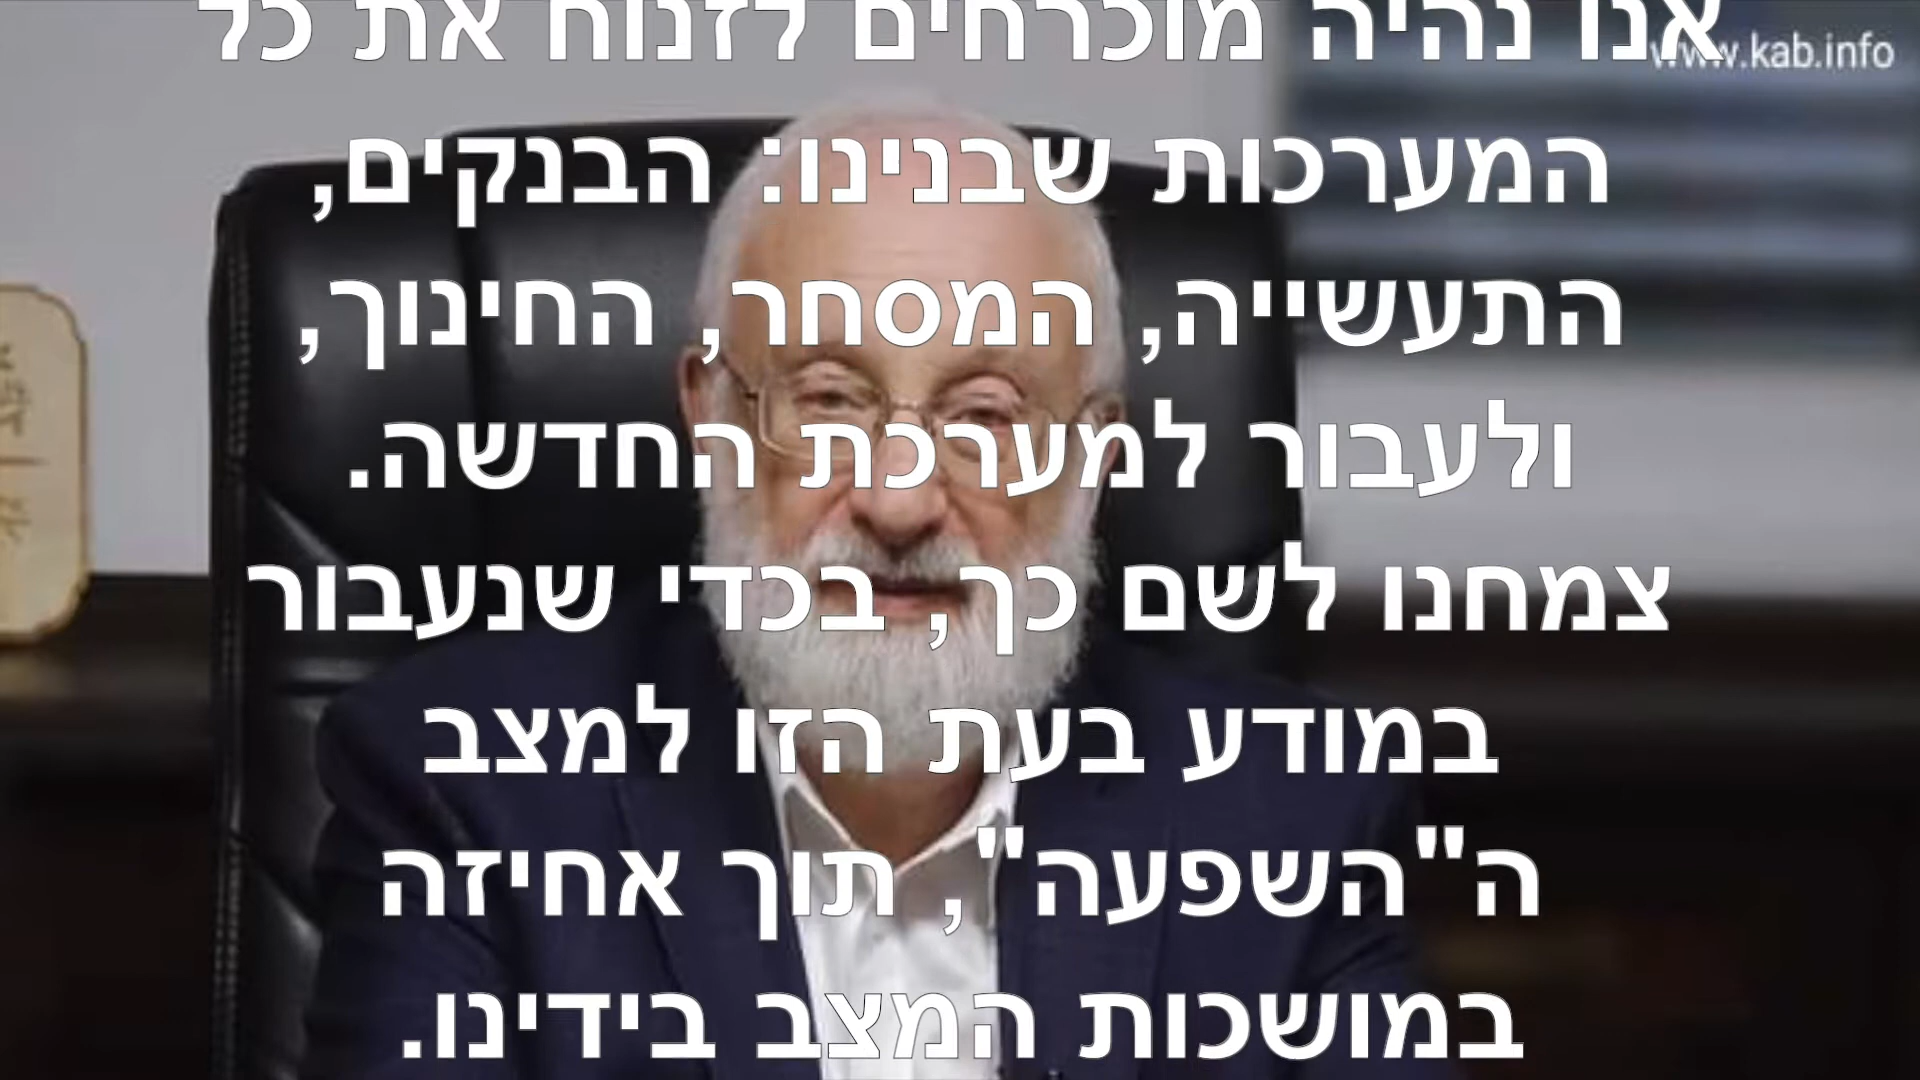 אנו נהיה מוכרחים לזנוח את כל
www.kab.info
המערכות שבנינו: הבנקים,
התעשייה, המסחר, החינוך,
ולעבור למערכת החדשה.
צמחנו לשם כך, בכדי שנעבור
במודע בעת הזו למצב
ה"השפעה", תוך אחיזה
במושכות המצב בידינו.